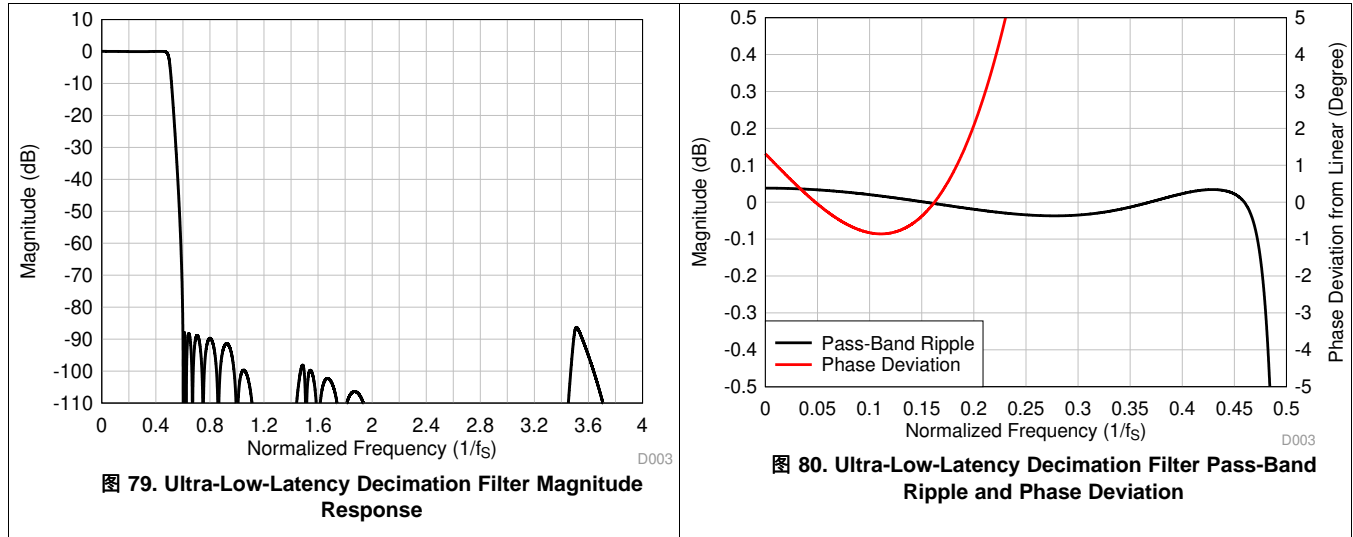 10
0
-10
-20
-30
-40
-50
-60
-70
-80
-90
-100
-110
Magnitude (dB)
0 0.4 0.8 1.2 1.6 2 2.4 2.8 3.2 3.6 4
Normalized Frequency (1/fS)
D003
图 79. Ultra-Low-Latency Decimation Filter Magnitude
Response
0.5
0.4
0.3
0.2
0.1
0
-0.1
-0.2
-0.3
-0.4
-0.5
Magnitude (dB)
5
4
3
2
1
0
-1
-2
-3
-4
-5
Phase Deviation from Linear (Degree)
Pass-Band Ripple
Phase Deviation
0 0.05 0.1 0.15 0.2 0.25 0.3 0.35 0.4 0.45 0.5
Normalized Frequency (1/fS)
D003
图 80. Ultra-Low-Latency Decimation Filter Pass-Band
Ripple and Phase Deviation